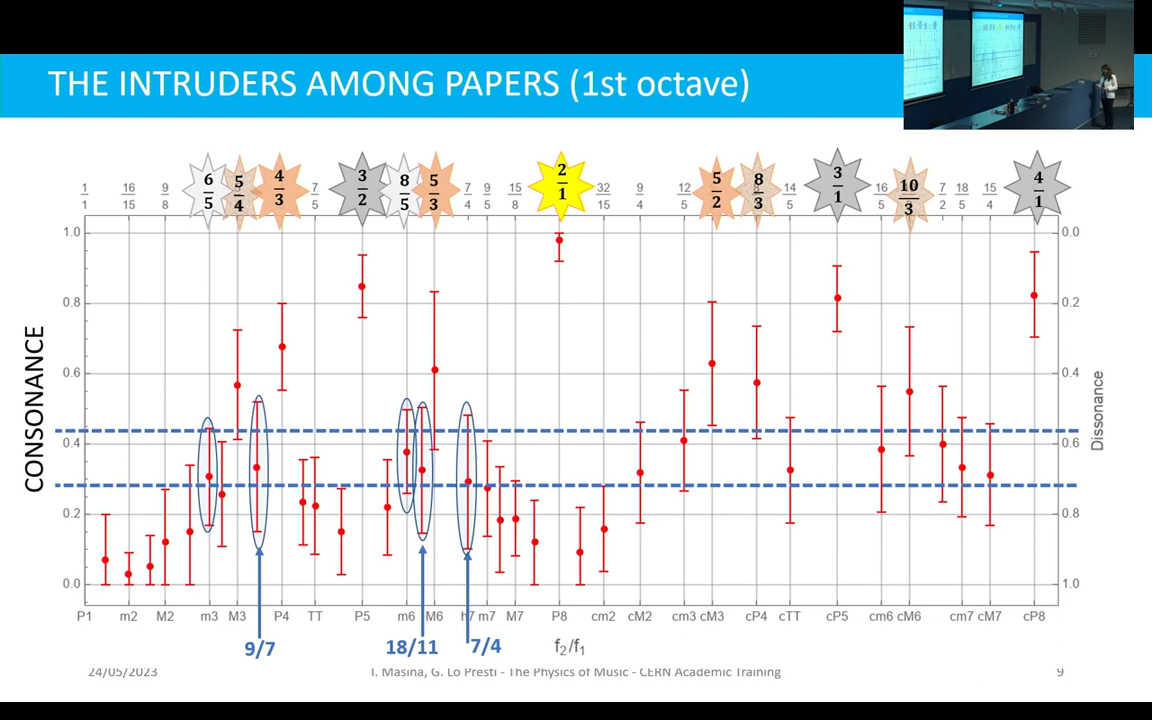 THE INTRUDERS AMONG PAPERS (1st octave)
1/1 16/15 9/8 6/5 5/4 4/3 7/5 3/2 8/5 5/3 7/4 9/5 15/8 2/1 32/15 9/4 12/5 5/2 8/3 14/5 3/1 16/5 10/3 7/2 18/5 15/4 4/1
1.0 0.0
0.8 0.2
0.6 0.4
0.4 0.6
0.2 0.8
0.0 1.0
CONSONANCE
Dissonance
P1 m2 M2 m3 M3 P4 TT P5 m6 M6 h7 m7 M7 P8 cm2 cM2 cm3 cM3 cP4 cTT cP5 cm6 cM6 cm7 cM7 cP8
9/7 18/11 7/4 f2/f1
24/05/2023 I. Masina, G. Lo Presti - The Physics of Music - CERN Academic Training 9